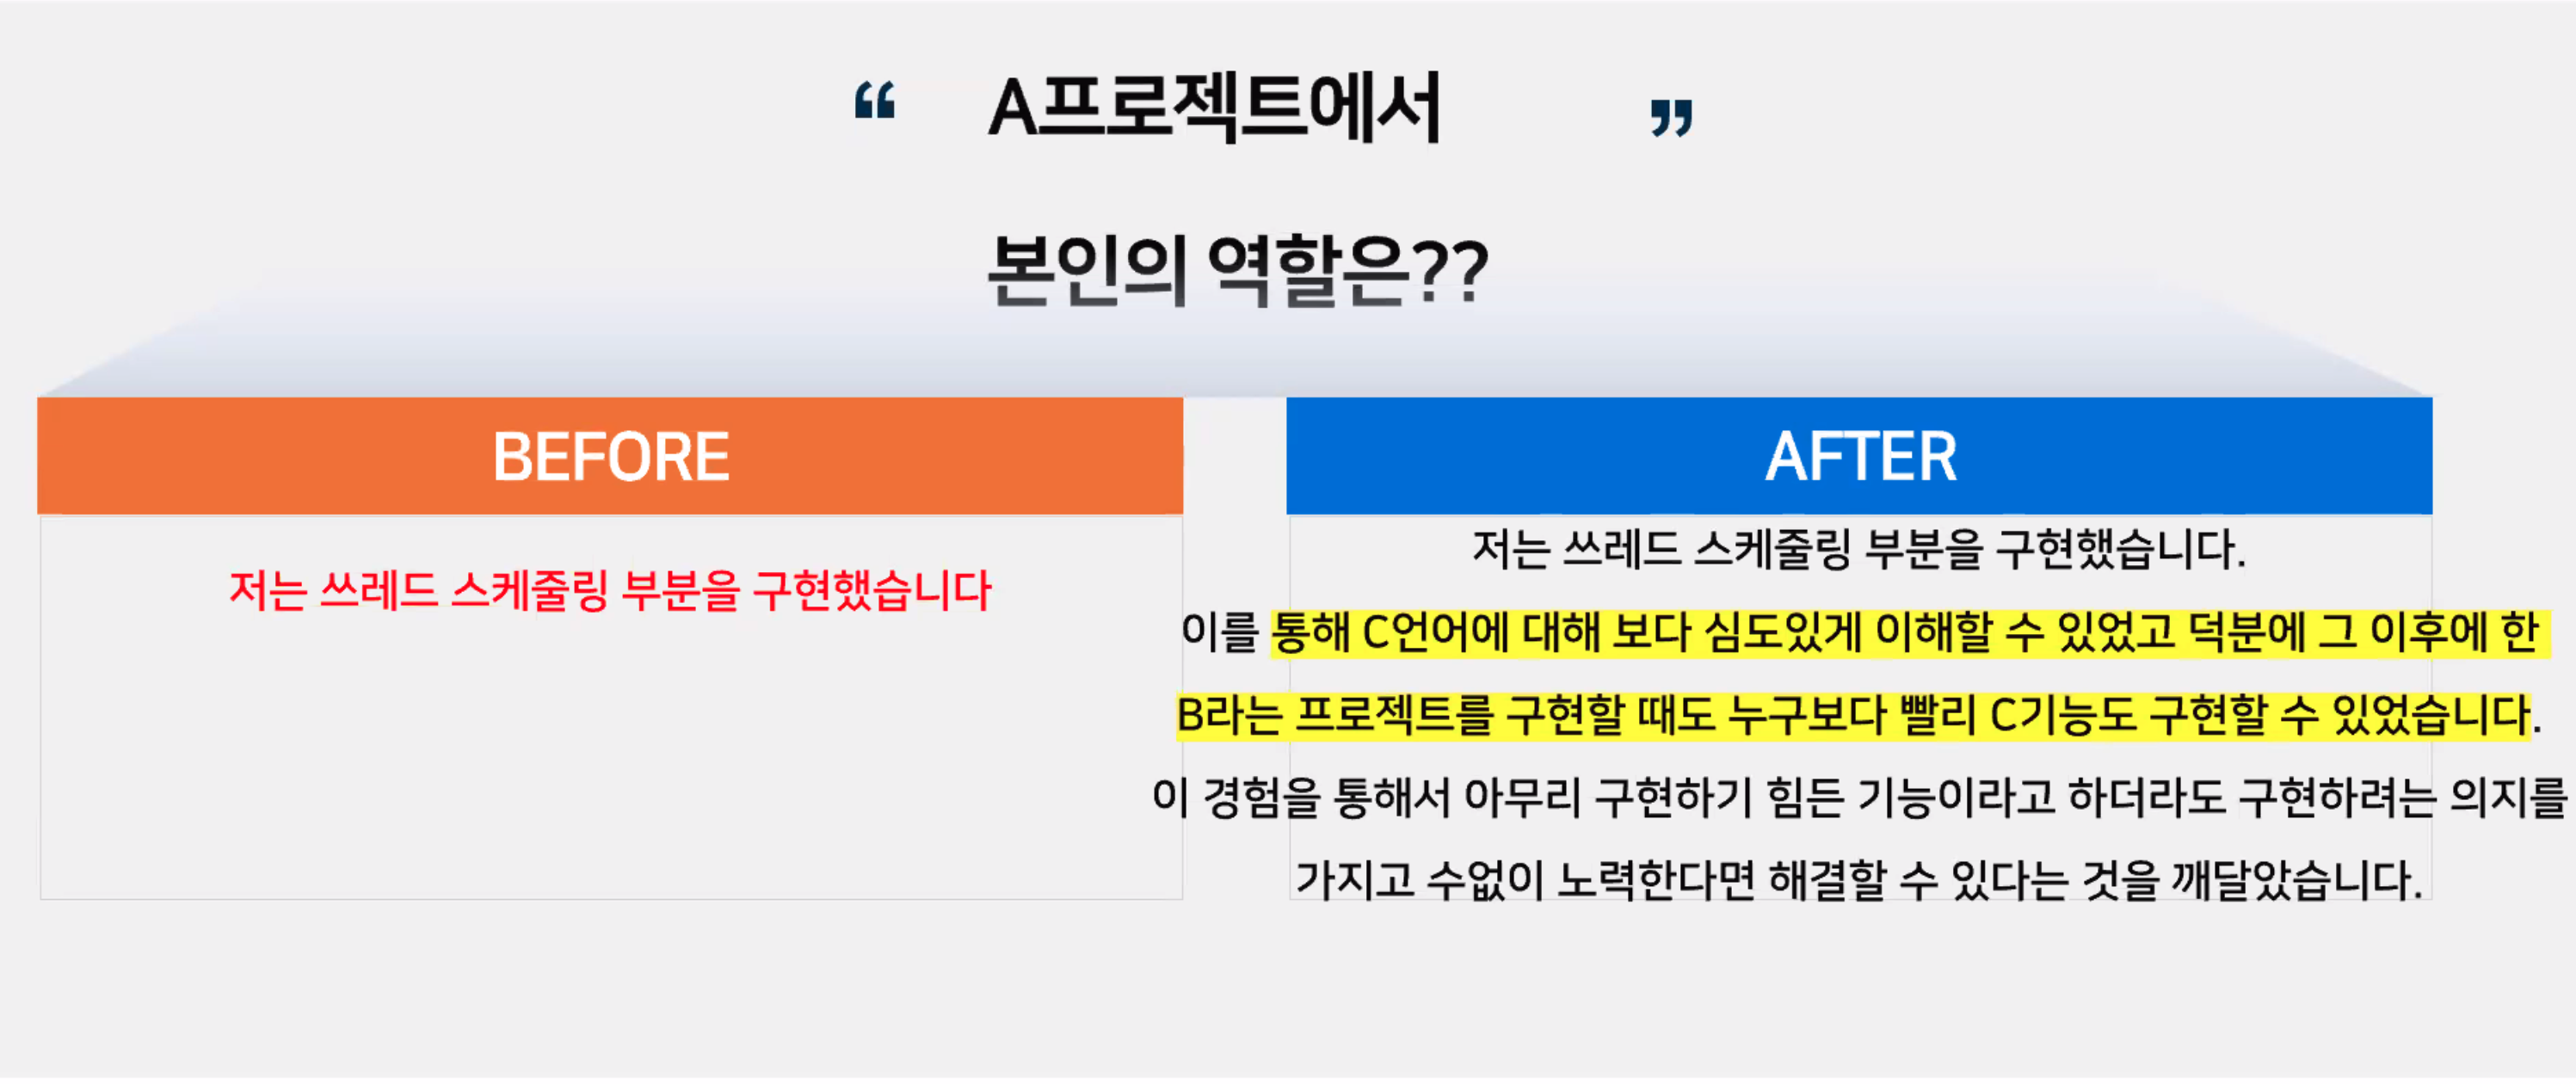 “ A프로젝트에서 ”
본인의 역할은??
BEFORE
저는 쓰레드 스케줄링 부분을 구현했습니다
AFTER
저는 쓰레드 스케줄링 부분을 구현했습니다.
이를 통해 C언어에 대해 보다 심도있게 이해할 수 있었고 덕분에 그 이후에 한
B라는 프로젝트를 구현할 때도 누구보다 빨리 C기능도 구현할 수 있었습니다.
이 경험을 통해서 아무리 구현하기 힘든 기능이라고 하더라도 구현하려는 의지를
가지고 수없이 노력한다면 해결할 수 있다는 것을 깨달았습니다.